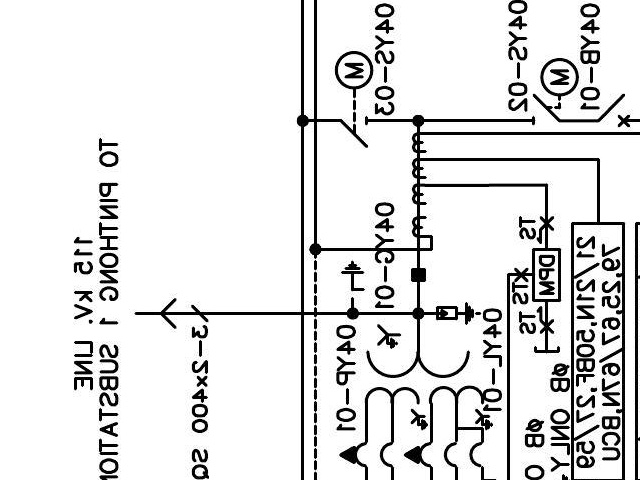 04YS-03
04YS-02
04YB-01
M
M
TO PINTHONG 1 SUBSTATION
115 kV. LINE
3-2x400 SQ
04YG-01
04YP-01
04YL-01
TS
DPM
TS
TS
79,25,67/67N,BCU
21/21N,50BF,27/59
ØB ONLY
ØB O
Y
Y
Y